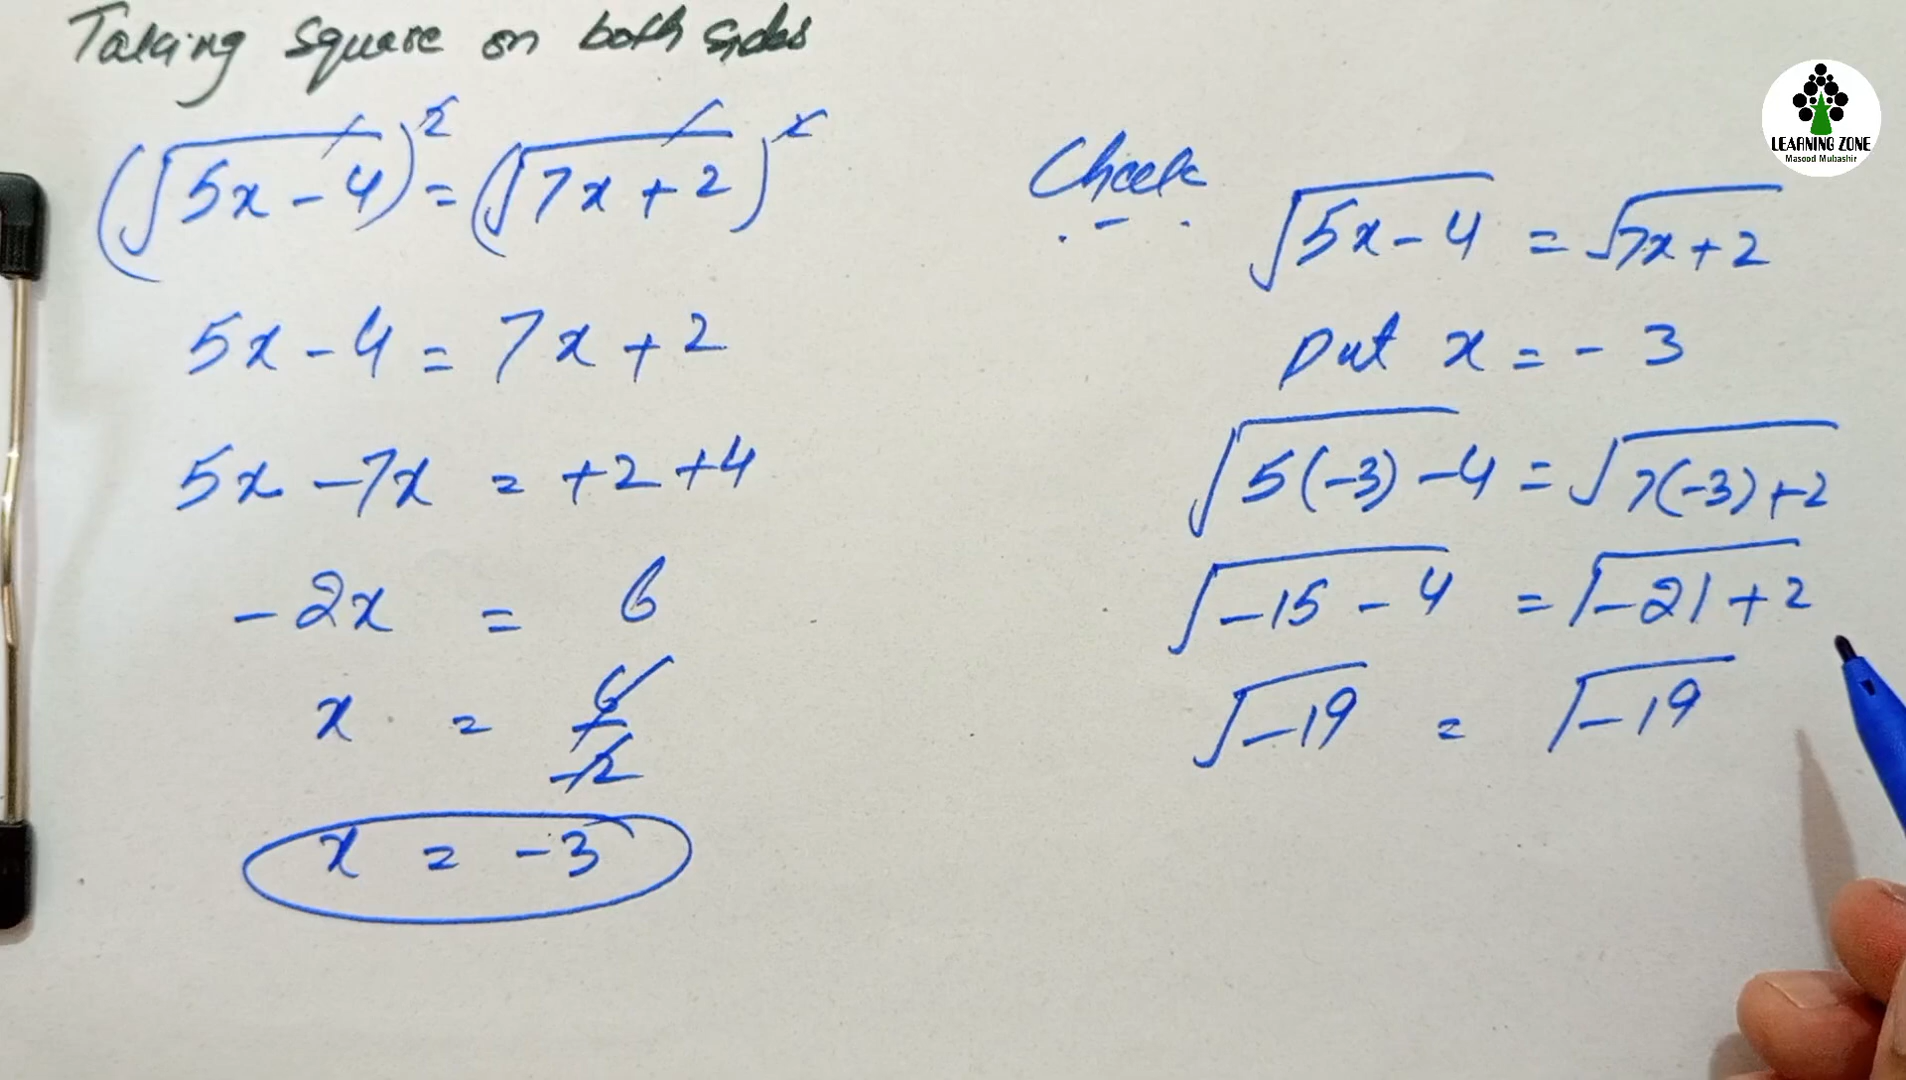 Taking square on both sides
(√5x - 4)² = (√7x + 2)²
5x - 4 = 7x + 2
5x - 7x = +2 +4
-2x = 6
x = 6/-2
x = -3
Check
√5x - 4 = √7x + 2
put x = - 3
√5(-3) -4 = √7(-3) +2
√-15 - 4 = √-21 + 2
√-19 = √-19
LEARNING ZONE
Masood Mubashir